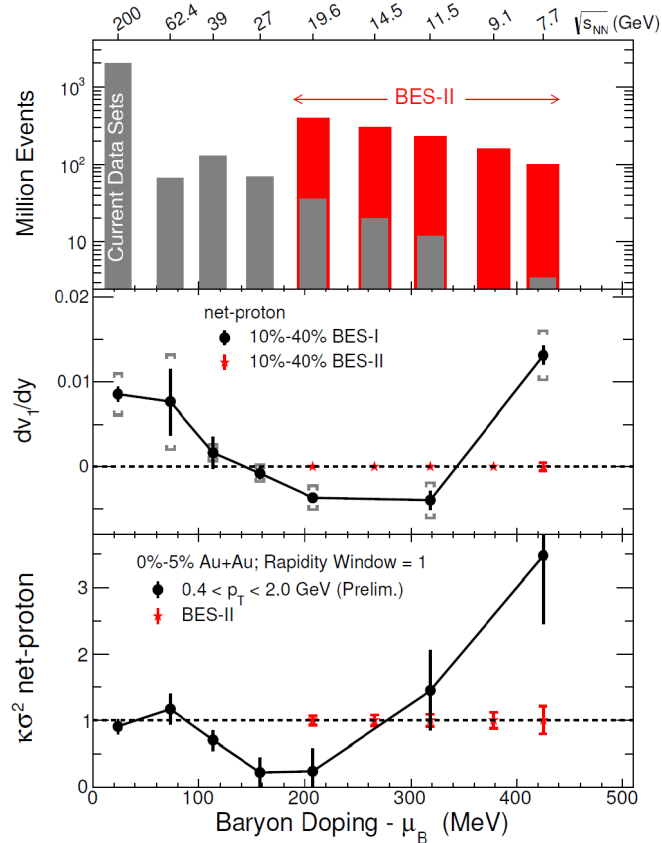 200 62.4 39 27 19.6 14.5 11.5 9.1 7.7 √s_NN (GeV)
10³
10²
10
Million Events
Current Data Sets
BES-II
0.02
0.01
0
dv₁/dy
net-proton
10%-40% BES-I
10%-40% BES-II
0%-5% Au+Au; Rapidity Window = 1
0.4 < p_T < 2.0 GeV (Prelim.)
BES-II
3
2
1
0
κσ² net-proton
0 100 200 300 400 500
Baryon Doping - μ_B (MeV)